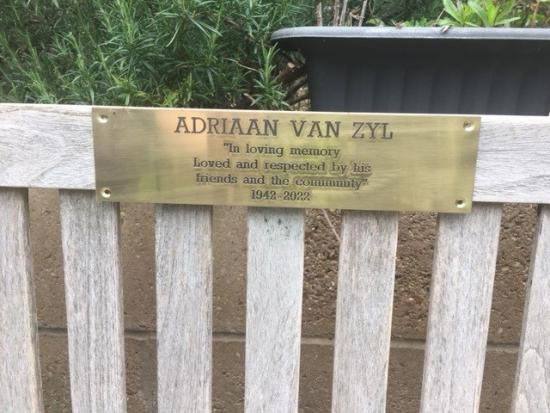 ADRIAAN VAN ZYL
"In loving memory
Loved and respected by his
friends and the community"
1942-2022